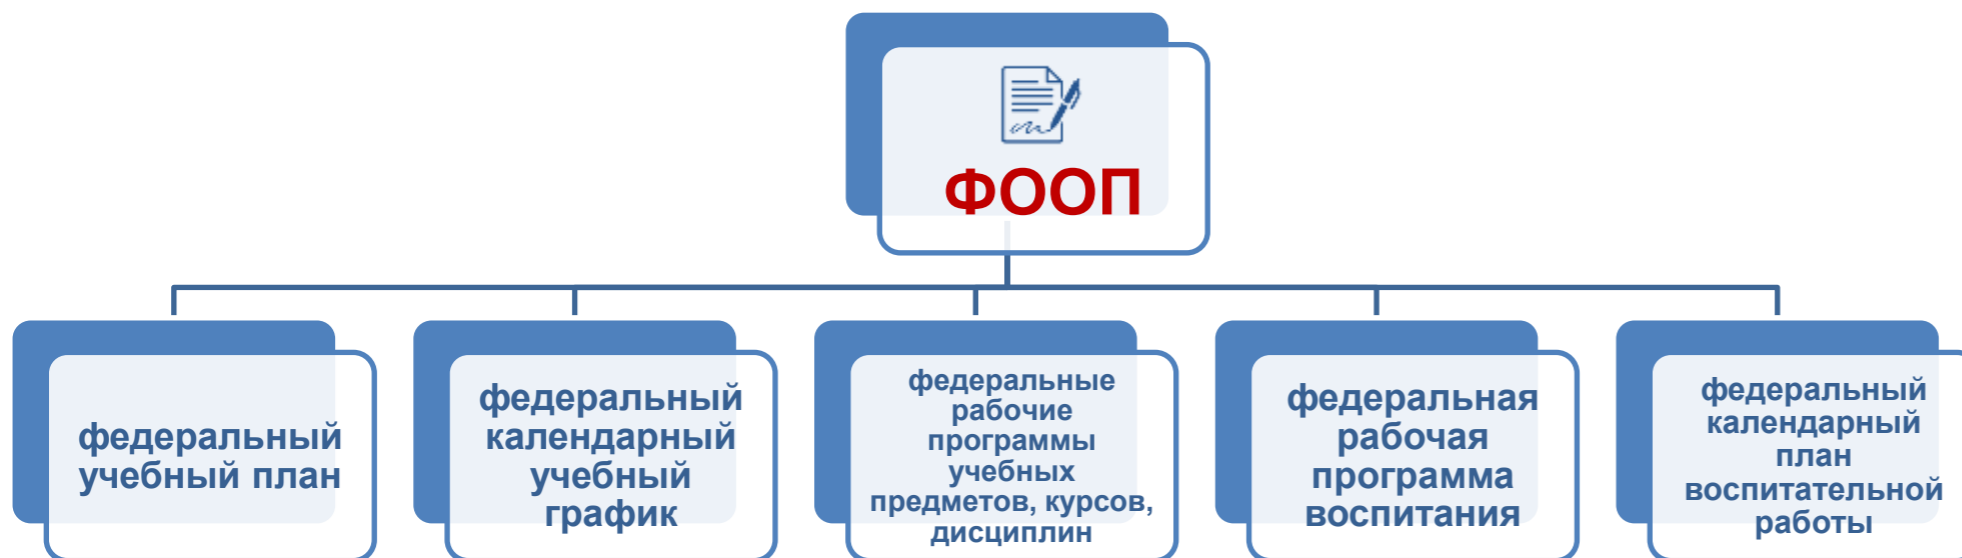 ФООП
федеральный
учебный план
федеральный
календарный
учебный
график
федеральные
рабочие
программы
учебных
предметов, курсов,
дисциплин
федеральная
рабочая
программа
воспитания
федеральный
календарный
план
воспитательной
работы